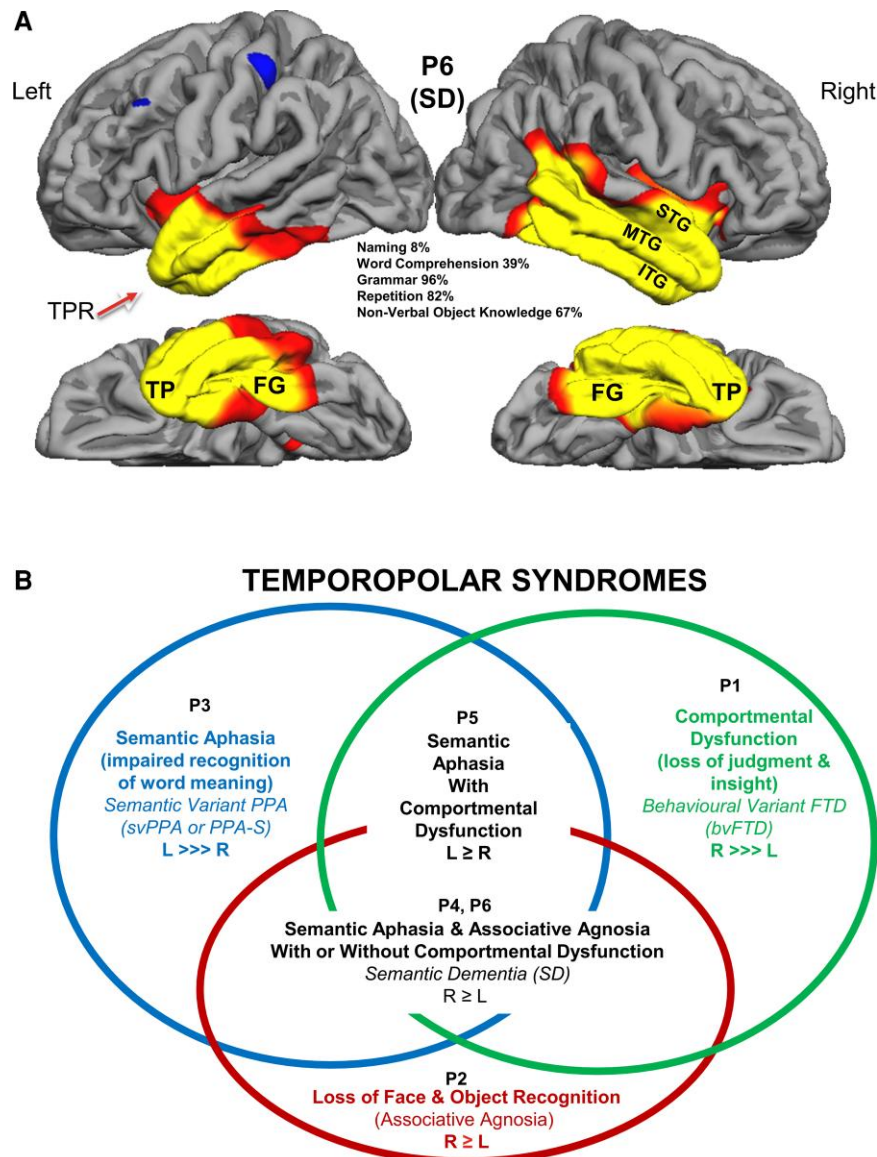 A
Left
P6
(SD)
Right
STG
MTG
ITG
Naming 8%
Word Comprehension 39%
Grammar 96%
Repetition 82%
Non-Verbal Object Knowledge 67%
TPR
TP
FG
FG
TP
B
TEMPOROPOLAR SYNDROMES
P3
Semantic Aphasia
(impaired recognition
of word meaning)
Semantic Variant PPA
(svPPA or PPA-S)
L >>> R
P5
Semantic
Aphasia
With
Comportmental
Dysfunction
L ≥ R
P1
Comportmental
Dysfunction
(loss of judgment &
insight)
Behavioural Variant FTD
(bvFTD)
R >>> L
P4, P6
Semantic Aphasia & Associative Agnosia
With or Without Comportmental Dysfunction
Semantic Dementia (SD)
R ≥ L
P2
Loss of Face & Object Recognition
(Associative Agnosia)
R ≥ L